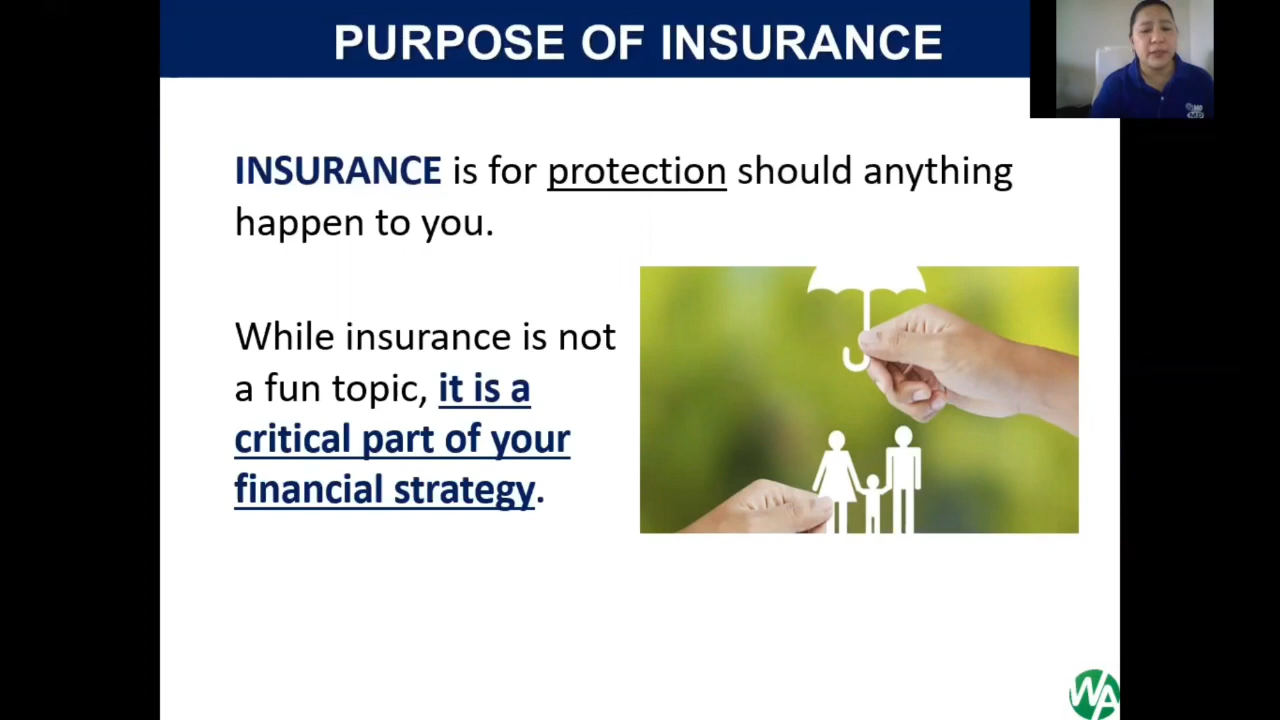 PURPOSE OF INSURANCE
INSURANCE is for protection should anything
happen to you.
While insurance is not
a fun topic, it is a
critical part of your
financial strategy.
WA